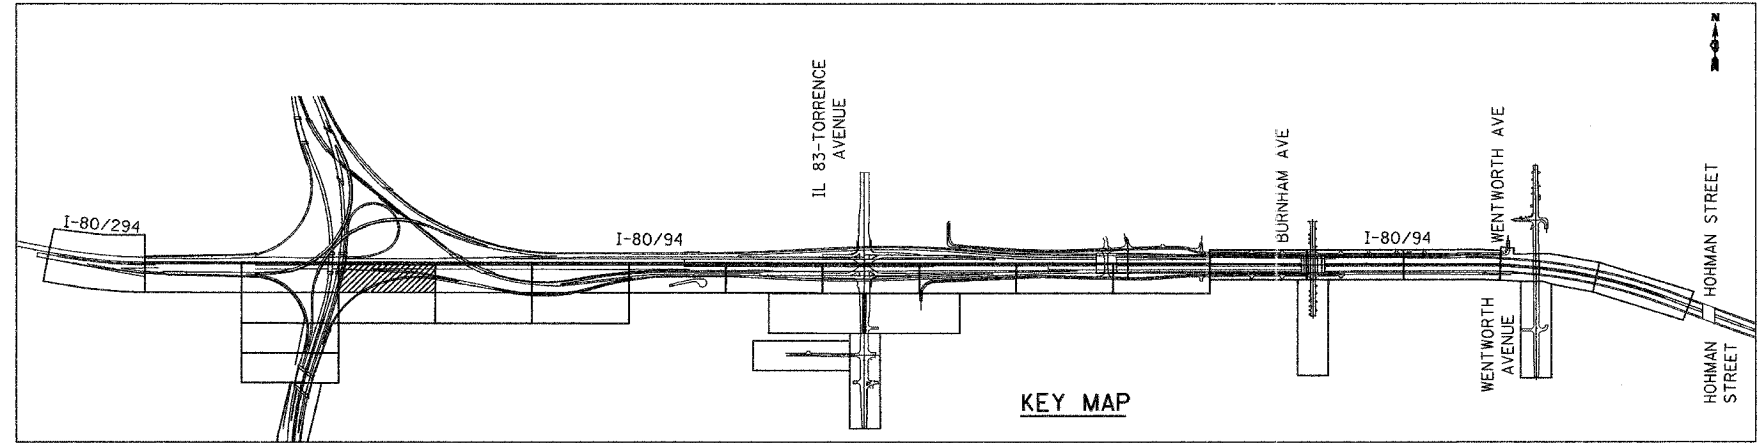 N
IL 83-TORRENCE
AVENUE
BURNHAM AVE
WENTWORTH AVE
HOHMAN STREET
I-80/294
I-80/94
I-80/94
WENTWORTH
AVENUE
HOHMAN
STREET
KEY MAP